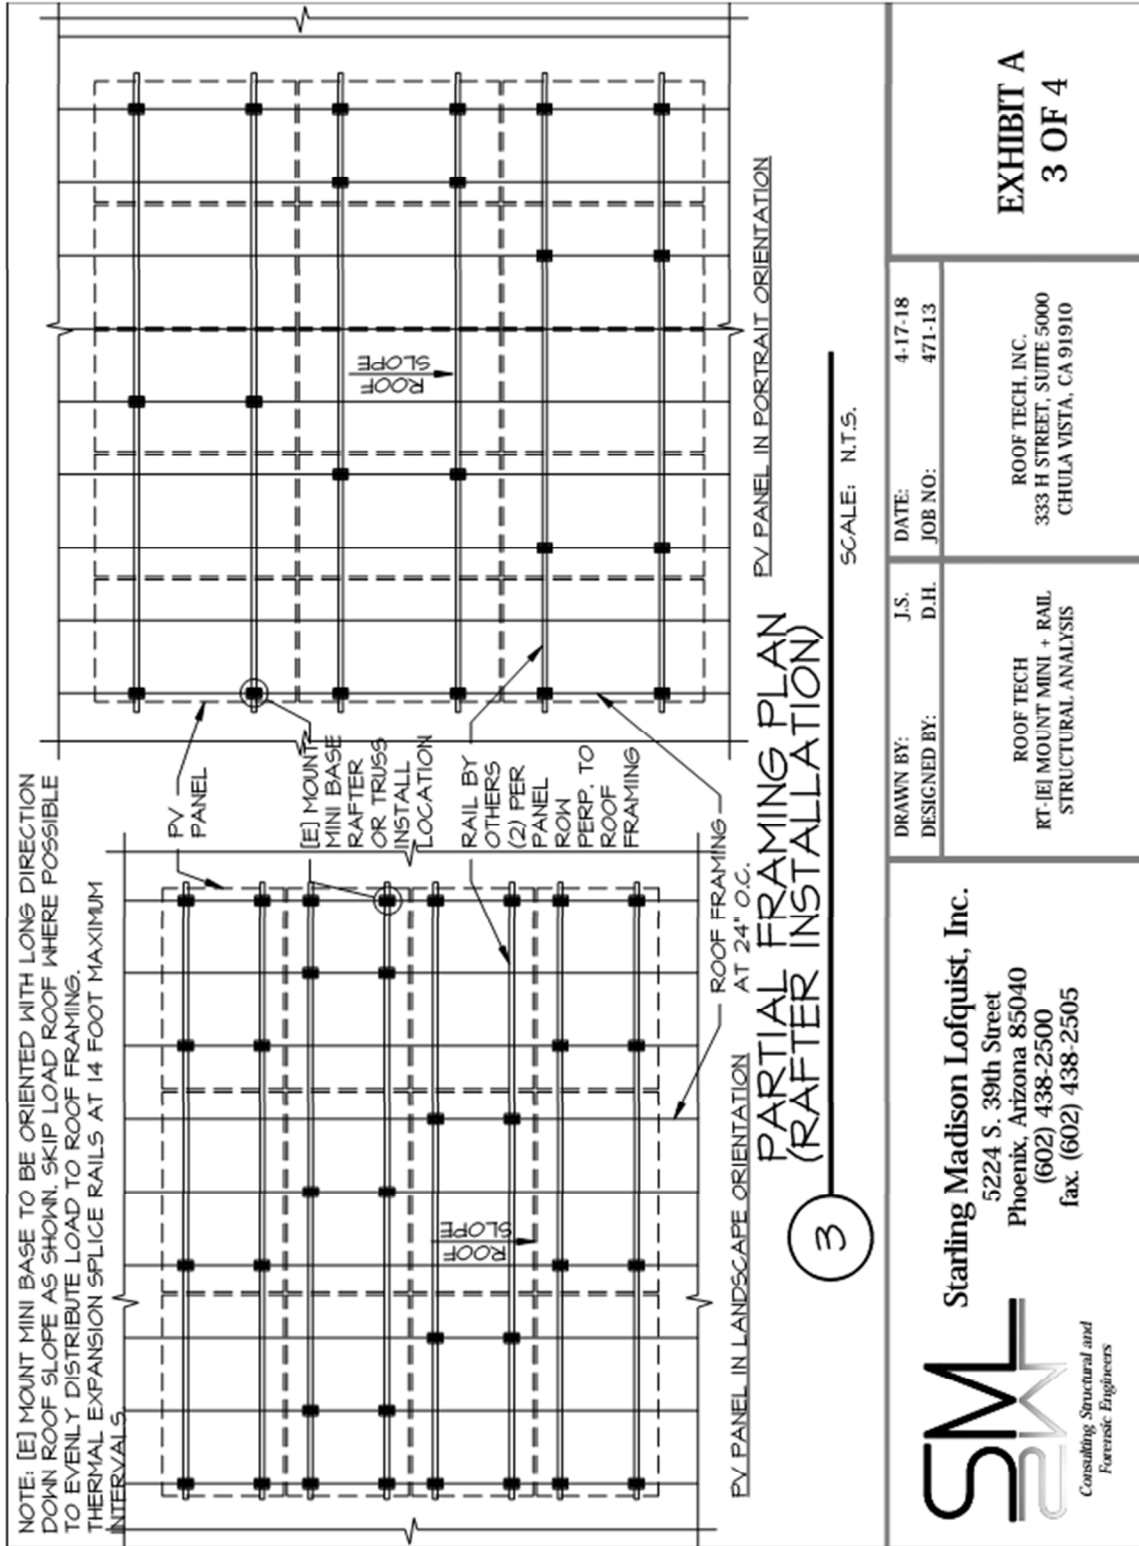 NOTE: [E] MOUNT MINI BASE TO BE ORIENTED WITH LONG DIRECTION
DOWN ROOF SLOPE AS SHOWN. SKIP LOAD ROOF WHERE POSSIBLE
TO EVENLY DISTRIBUTE LOAD TO ROOF FRAMING.
THERMAL EXPANSION SPLICE RAILS AT 14 FOOT MAXIMUM
INTERVALS.
PV
PANEL
[E] MOUNT
MINI BASE
RAFTER
OR TRUSS
INSTALL
LOCATION
RAIL BY
OTHERS
(2) PER
PANEL
ROW
PERP. TO
ROOF
FRAMING
ROOF
SLOPE
ROOF
SLOPE
ROOF FRAMING
AT 24" O.C.
PV PANEL IN LANDSCAPE ORIENTATION
PV PANEL IN PORTRAIT ORIENTATION
3
PARTIAL FRAMING PLAN
(RAFTER INSTALLATION)
SCALE: N.T.S.
SML
Consulting Structural and
Forensic Engineers
Starling Madison Lofquist, Inc.
5224 S. 39th Street
Phoenix, Arizona 85040
(602) 438-2500
fax. (602) 438-2505
DRAWN BY: J.S.
DESIGNED BY: D.H.
DATE: 4-17-18
JOB NO: 471-13
ROOF TECH
RT-[E] MOUNT MINI + RAIL
STRUCTURAL ANALYSIS
ROOF TECH, INC.
333 H STREET, SUITE 5000
CHULA VISTA, CA 91910
EXHIBIT A
3 OF 4